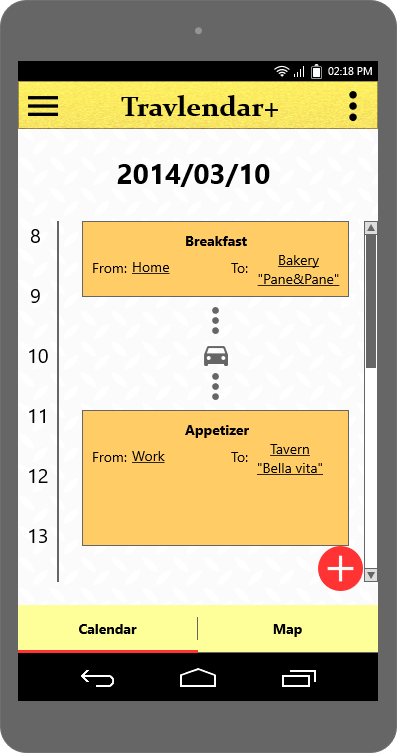 02:18 PM
Travlendar+
2014/03/10
8
Breakfast
From: Home To: Bakery
"Pane&Pane"
9
10
11
Appetizer
From: Work To: Tavern
"Bella vita"
12
13
Calendar Map